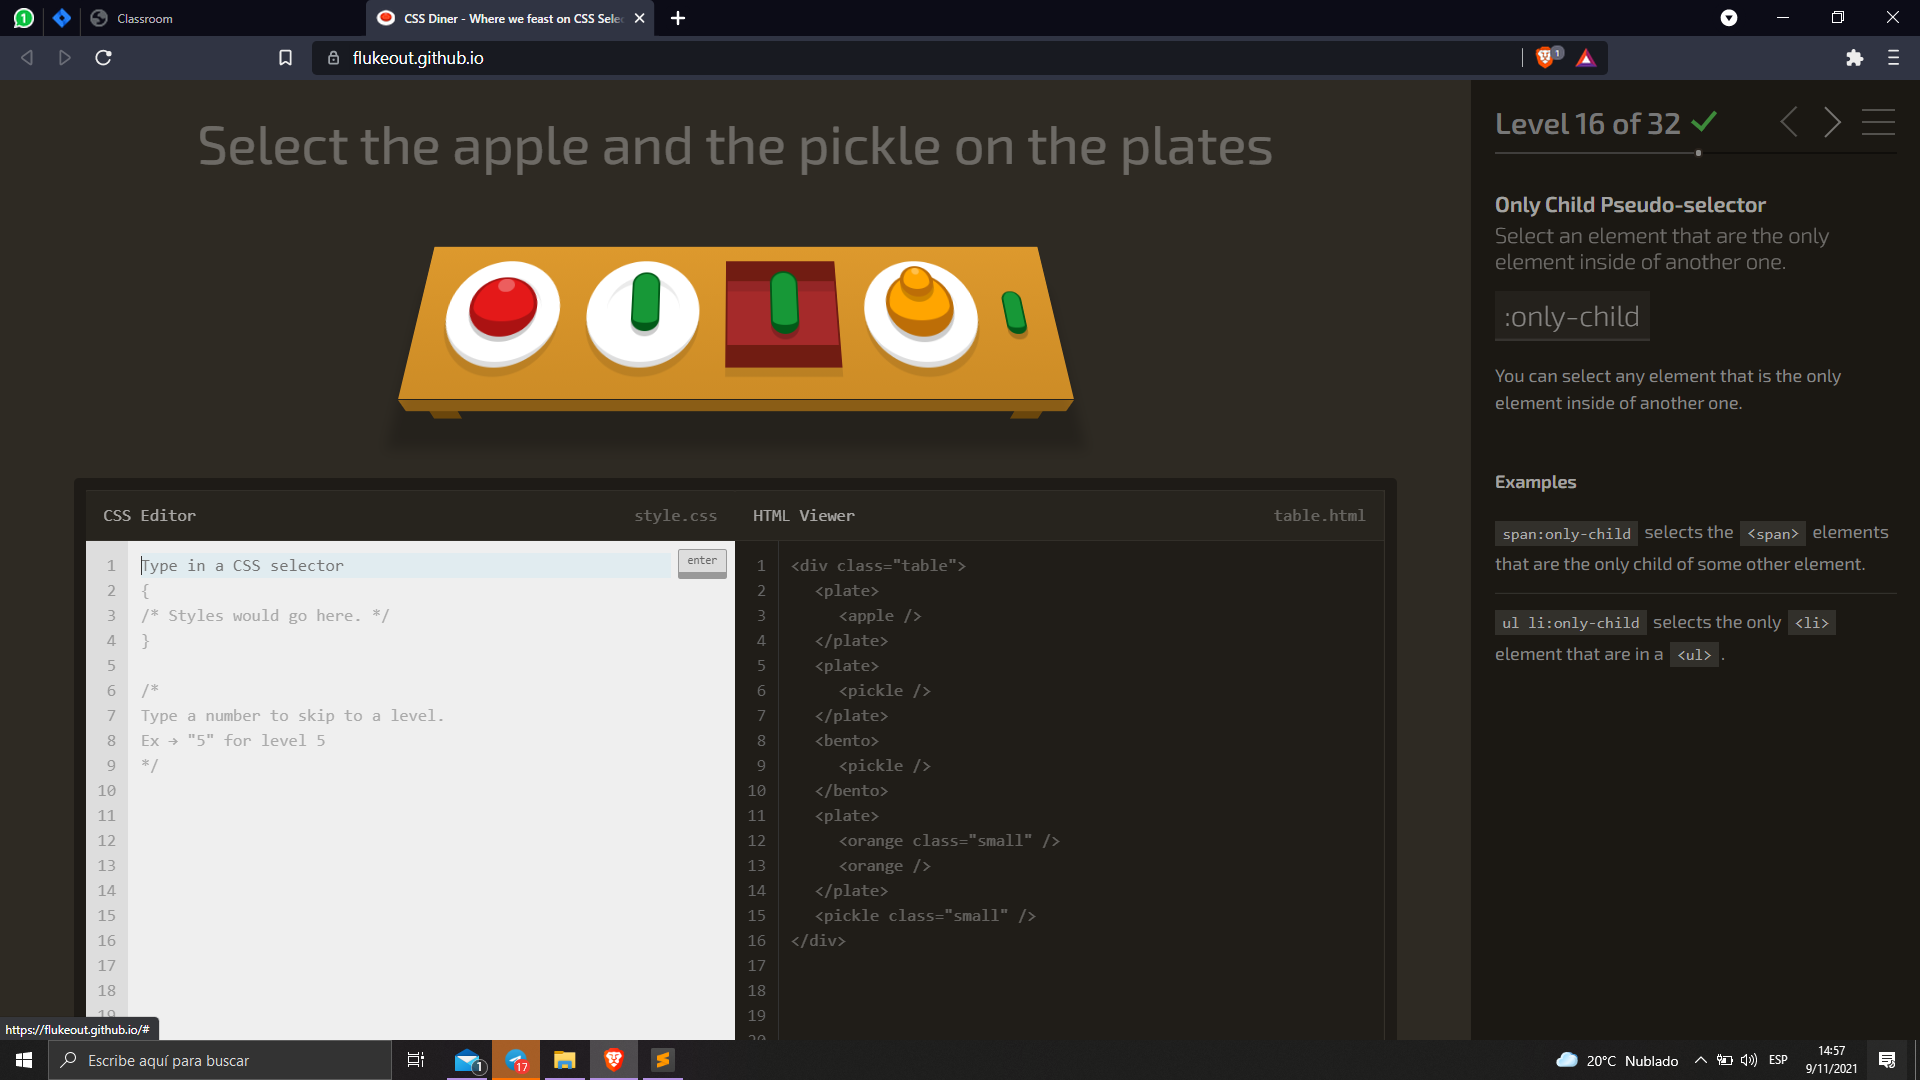 1
Classroom
CSS Diner - Where we feast on CSS Sele
flukeout.github.io
1
Select the apple and the pickle on the plates
Level 16 of 32
Only Child Pseudo-selector
Select an element that are the only
element inside of another one.
:only-child
You can select any element that is the only
element inside of another one.
Examples
span:only-child selects the <span> elements
that are the only child of some other element.
ul li:only-child selects the only <li>
element that are in a <ul> .
CSS Editor
style.css
HTML Viewer
table.html
1 Type in a CSS selector
enter
2 {
3 /* Styles would go here. */
4 }
5
6 /*
7 Type a number to skip to a level.
8 Ex → "5" for level 5
9 */
10
11
12
13
14
15
16
17
18
19
1 <div class="table">
2 <plate>
3 <apple />
4 </plate>
5 <plate>
6 <pickle />
7 </plate>
8 <bento>
9 <pickle />
10 </bento>
11 <plate>
12 <orange class="small" />
13 <orange />
14 </plate>
15 <pickle class="small" />
16 </div>
17
18
19
20
https://flukeout.github.io/#
Escribe aquí para buscar
1
17
20°C Nublado
ESP
14:57
9/11/2021